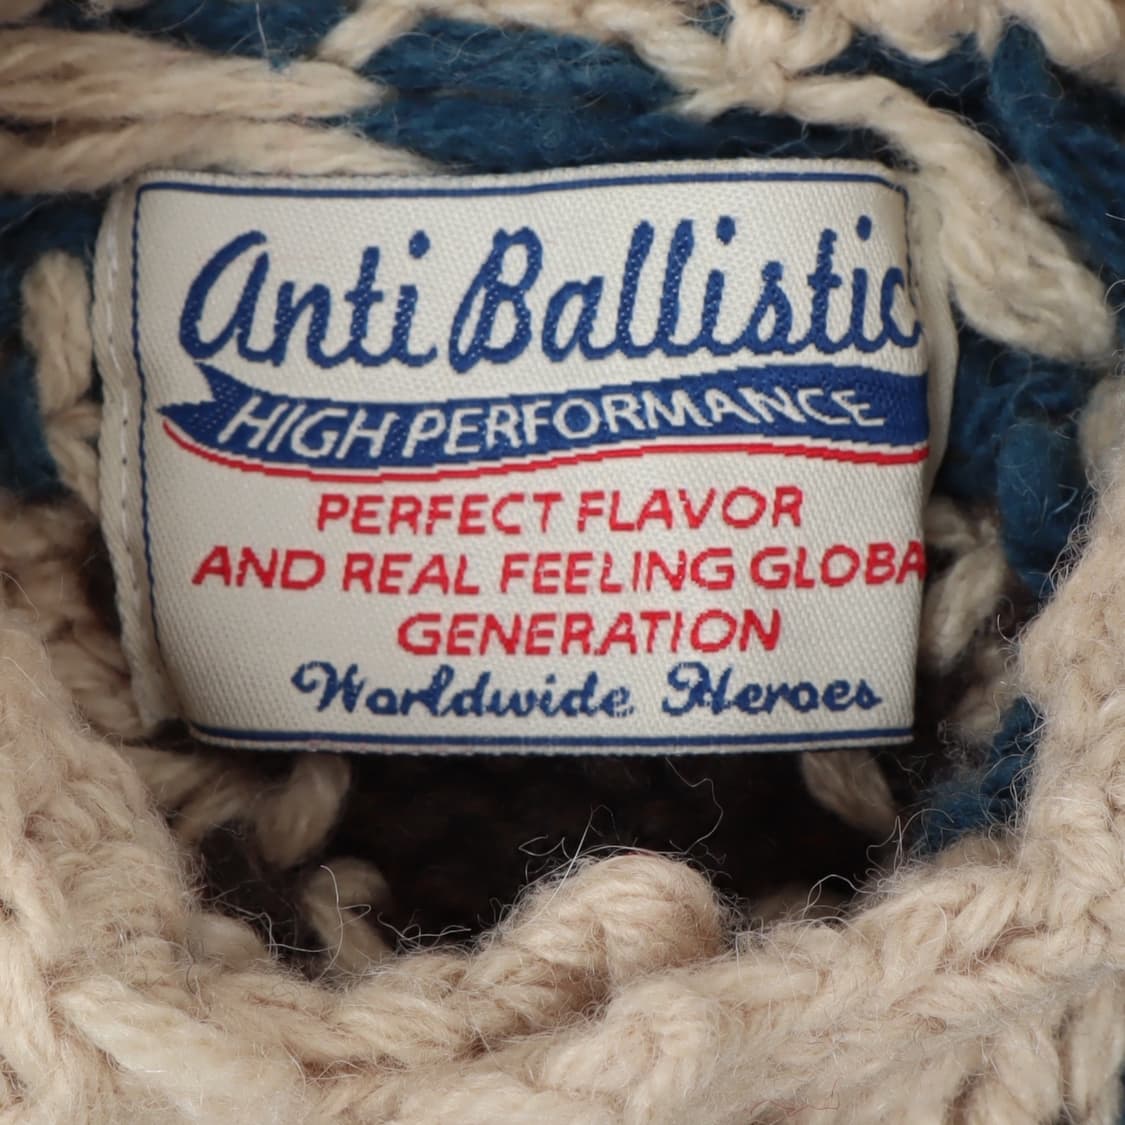 Anti Ballistic
HIGH PERFORMANCE
PERFECT FLAVOR
AND REAL FEELING GLOBA
GENERATION
Worldwide Heroes